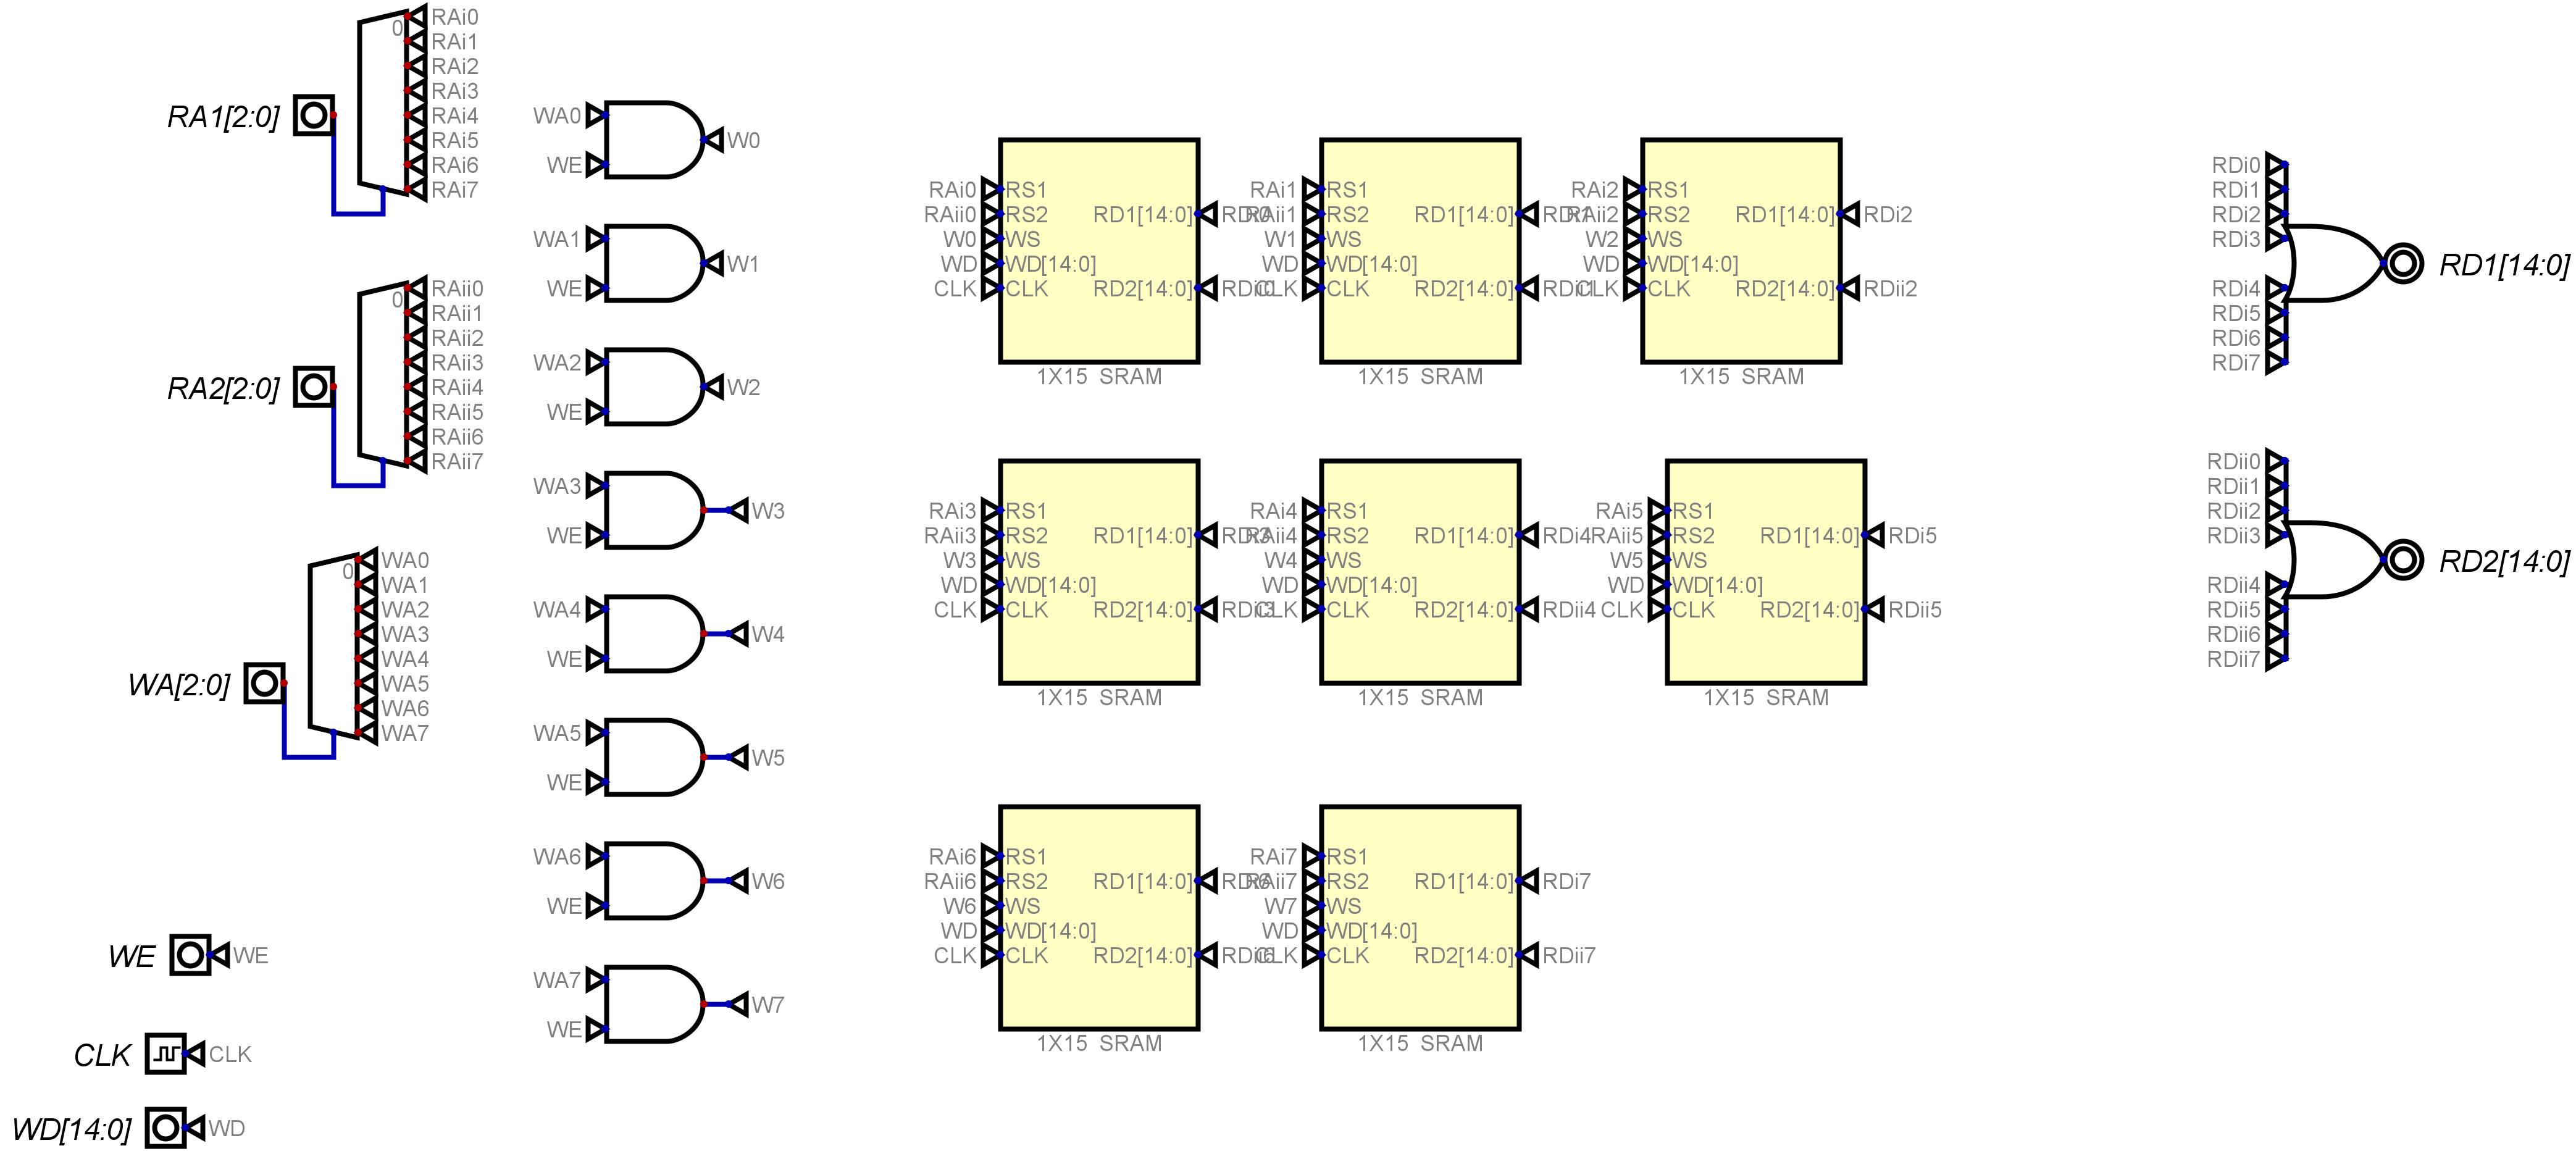 RA1[2:0]
0
RAi0
RAi1
RAi2
RAi3
RAi4
RAi5
RAi6
RAi7
RA2[2:0]
0
RAii0
RAii1
RAii2
RAii3
RAii4
RAii5
RAii6
RAii7
WA[2:0]
0
WA0
WA1
WA2
WA3
WA4
WA5
WA6
WA7
WE WE
CLK CLK
WD[14:0] WD
WA0
WE
W0
WA1
WE
W1
WA2
WE
W2
WA3
WE
W3
WA4
WE
W4
WA5
WE
W5
WA6
WE
W6
WA7
WE
W7
RAi0 RS1
RAii0 RS2 RD1[14:0] RDi0
W0 WS
WD WD[14:0]
CLK CLK RD2[14:0] RDii0
1X15 SRAM
RAi1 RS1
RAii1 RS2 RD1[14:0] RDi1
W1 WS
WD WD[14:0]
CLK CLK RD2[14:0] RDii1
1X15 SRAM
RAi2 RS1
RAii2 RS2 RD1[14:0] RDi2
W2 WS
WD WD[14:0]
CLK CLK RD2[14:0] RDii2
1X15 SRAM
RAi3 RS1
RAii3 RS2 RD1[14:0] RDi3
W3 WS
WD WD[14:0]
CLK CLK RD2[14:0] RDii3
1X15 SRAM
RAi4 RS1
RAii4 RS2 RD1[14:0] RDi4
W4 WS
WD WD[14:0]
CLK CLK RD2[14:0] RDii4
1X15 SRAM
RAi5 RS1
RAii5 RS2 RD1[14:0] RDi5
W5 WS
WD WD[14:0]
CLK CLK RD2[14:0] RDii5
1X15 SRAM
RAi6 RS1
RAii6 RS2 RD1[14:0] RDi6
W6 WS
WD WD[14:0]
CLK CLK RD2[14:0] RDii6
1X15 SRAM
RAi7 RS1
RAii7 RS2 RD1[14:0] RDi7
W7 WS
WD WD[14:0]
CLK CLK RD2[14:0] RDii7
1X15 SRAM
RDi0
RDi1
RDi2
RDi3
RDi4
RDi5
RDi6
RDi7
RD1[14:0]
RDii0
RDii1
RDii2
RDii3
RDii4
RDii5
RDii6
RDii7
RD2[14:0]